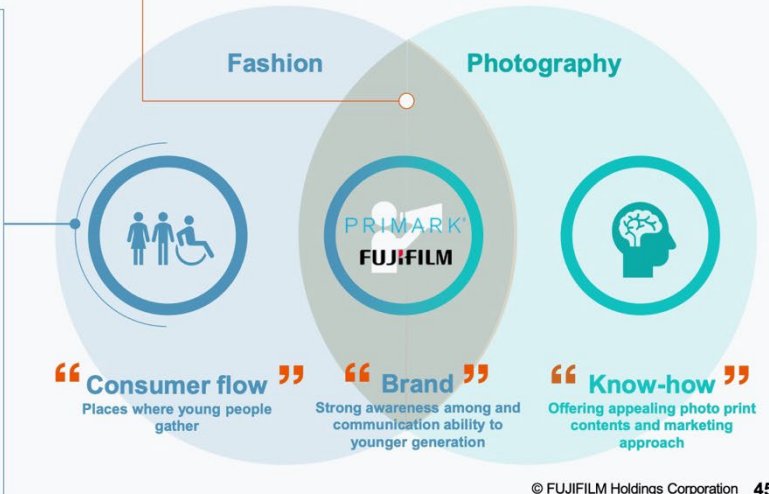 Fashion
Photography
PRIMARK
FUJIFILM
“ Consumer flow ”
Places where young people
gather
“ Brand ”
Strong awareness among and
communication ability to
younger generation
“ Know-how ”
Offering appealing photo print
contents and marketing
approach
© FUJIFILM Holdings Corporation 45